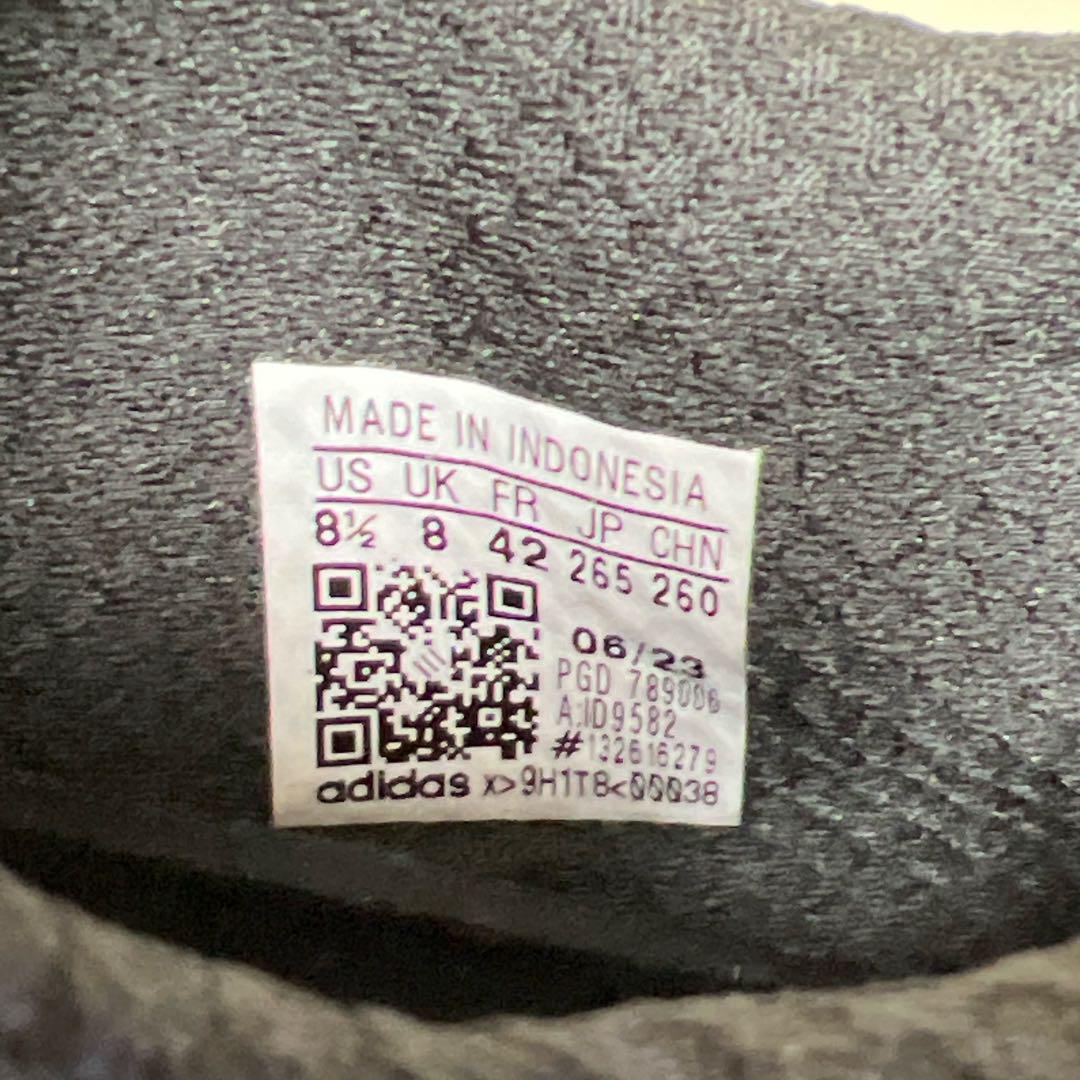 MADE IN INDONESIA
US UK FR JP CHN
8½ 8 42 265 260
06/23
PGD 789006
A:ID9582
#132616279
adidas x>9H1T8<00038